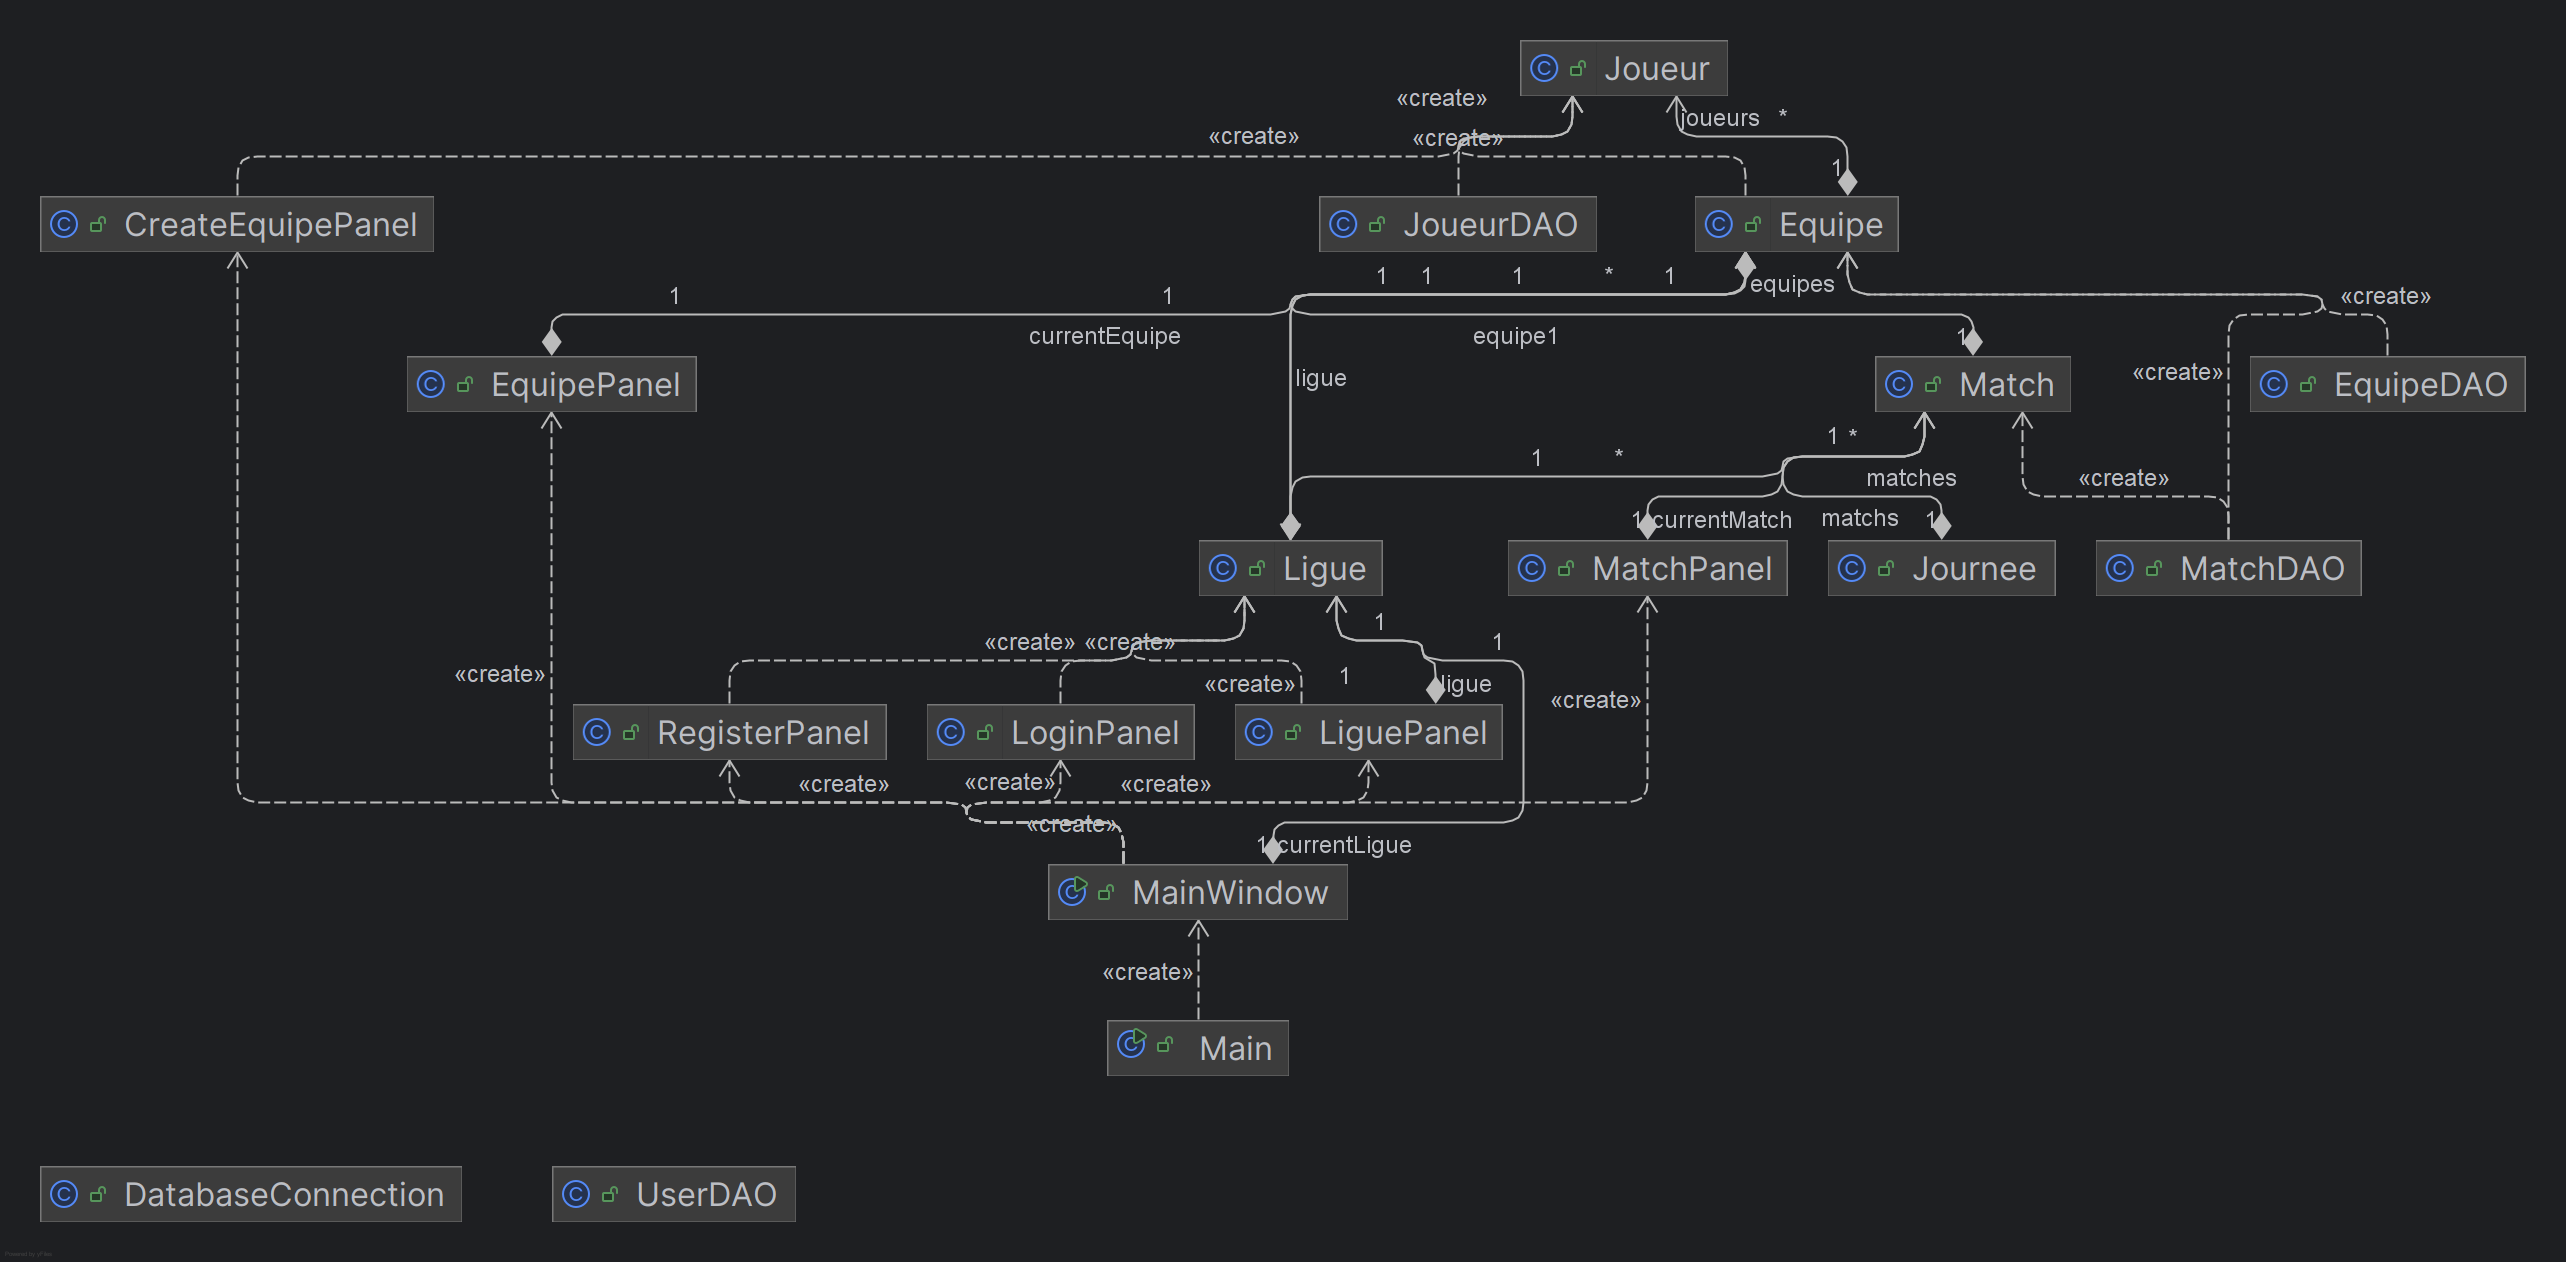 Joueur
«create»
joueurs *
«create»
«create»
1
CreateEquipePanel
JoueurDAO
Equipe
1 1 1 * 1
equipes
1
1
«create»
currentEquipe
equipe1
1
ligue
«create»
EquipePanel
Match
EquipeDAO
1 *
1 *
matches
«create»
1 currentMatch
matchs
1
Ligue
MatchPanel
Journee
MatchDAO
1
«create» «create»
1
«create»
«create»
1
ligue
«create»
RegisterPanel
LoginPanel
LiguePanel
«create»
«create»
«create»
«create»
1 currentLigue
MainWindow
«create»
Main
DatabaseConnection
UserDAO
Powered by yFiles